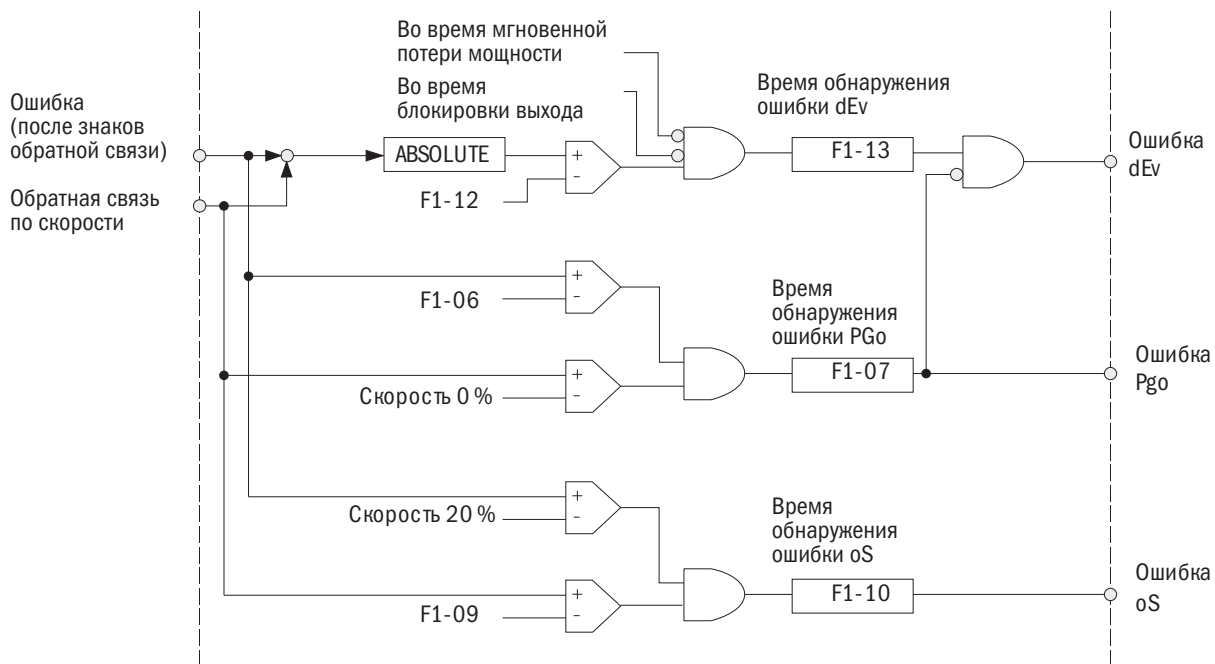 Во время мгновенной
потери мощности
Во время
блокировки выхода
Время обнаружения
ошибки dEv
Ошибка
(после знаков
обратной связи)
ABSOLUTE
+
-
F1-12
F1-13
Ошибка
dEv
Обратная связь
по скорости
+
-
F1-06
Время
обнаружения
ошибки PGo
F1-07
Ошибка
Pgo
+
-
Скорость 0 %
+
-
Скорость 20 %
Время
обнаружения
ошибки oS
F1-10
Ошибка
oS
+
-
F1-09